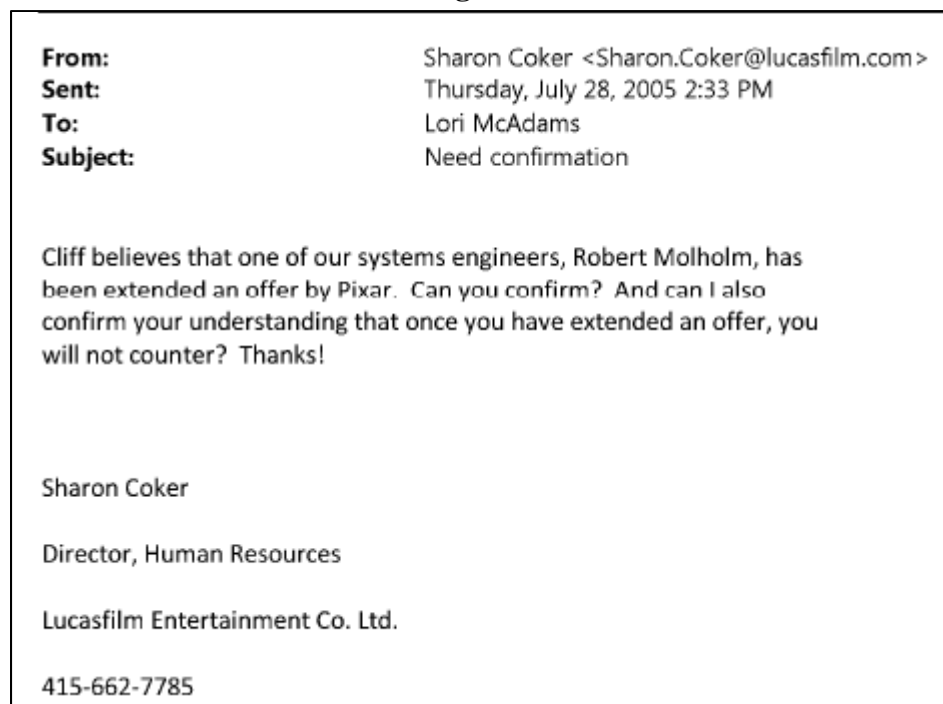 From: Sharon Coker <Sharon.Coker@lucasfilm.com>
Sent: Thursday, July 28, 2005 2:33 PM
To: Lori McAdams
Subject: Need confirmation
Cliff believes that one of our systems engineers, Robert Molholm, has
been extended an offer by Pixar. Can you confirm? And can I also
confirm your understanding that once you have extended an offer, you
will not counter? Thanks!
Sharon Coker
Director, Human Resources
Lucasfilm Entertainment Co. Ltd.
415-662-7785